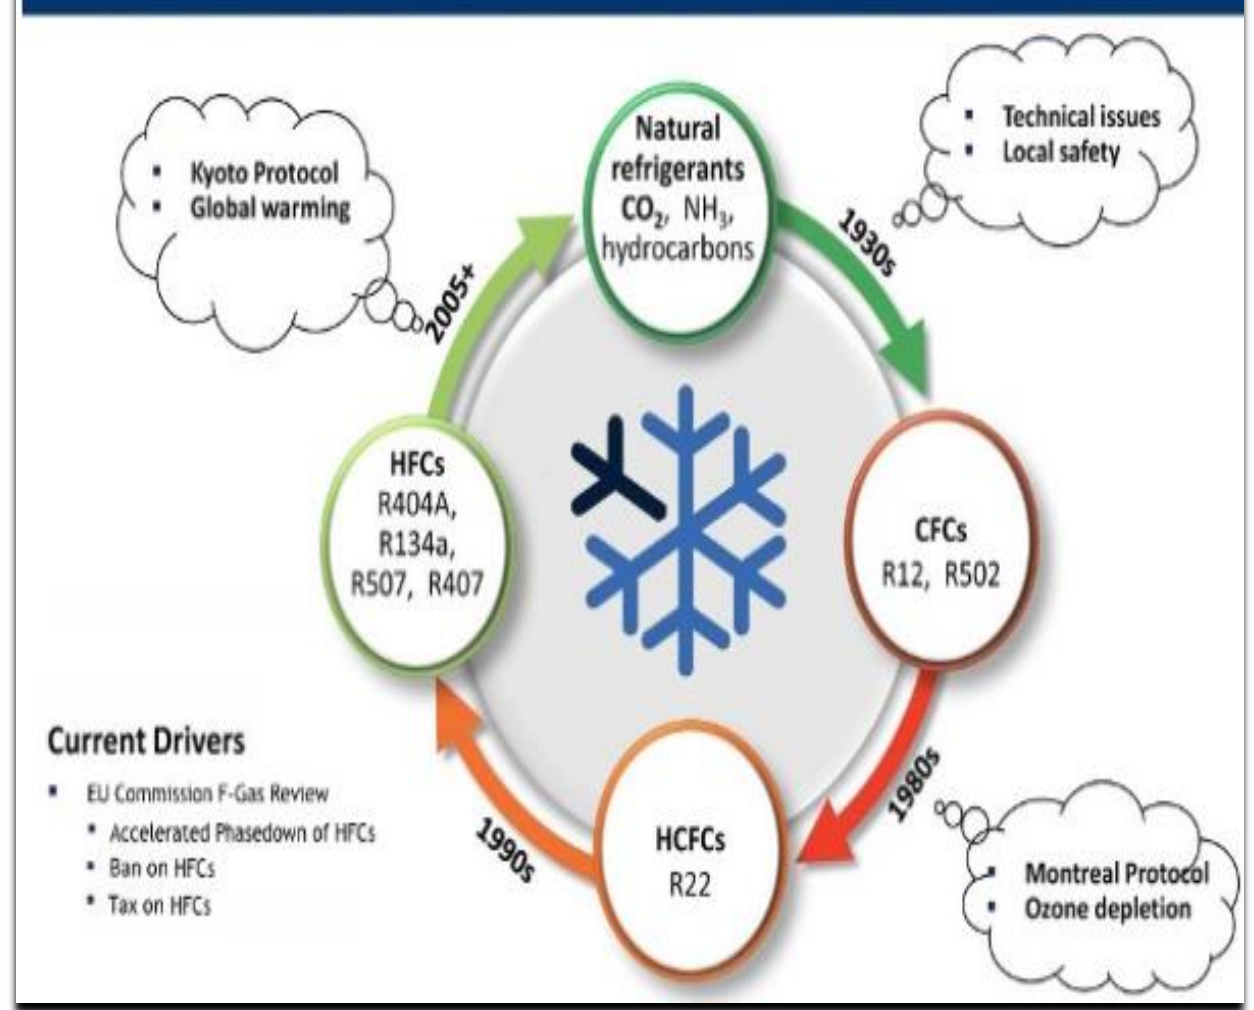 Natural
refrigerants
CO₂, NH₃,
hydrocarbons
▪ Technical issues
▪ Local safety
1930s
CFCs
R12, R502
1980s
▪ Montreal Protocol
▪ Ozone depletion
HCFCs
R22
1990s
HFCs
R404A,
R134a,
R507, R407
2005+
▪ Kyoto Protocol
▪ Global warming
Current Drivers
▪ EU Commission F-Gas Review
▪ Accelerated Phasedown of HFCs
▪ Ban on HFCs
▪ Tax on HFCs